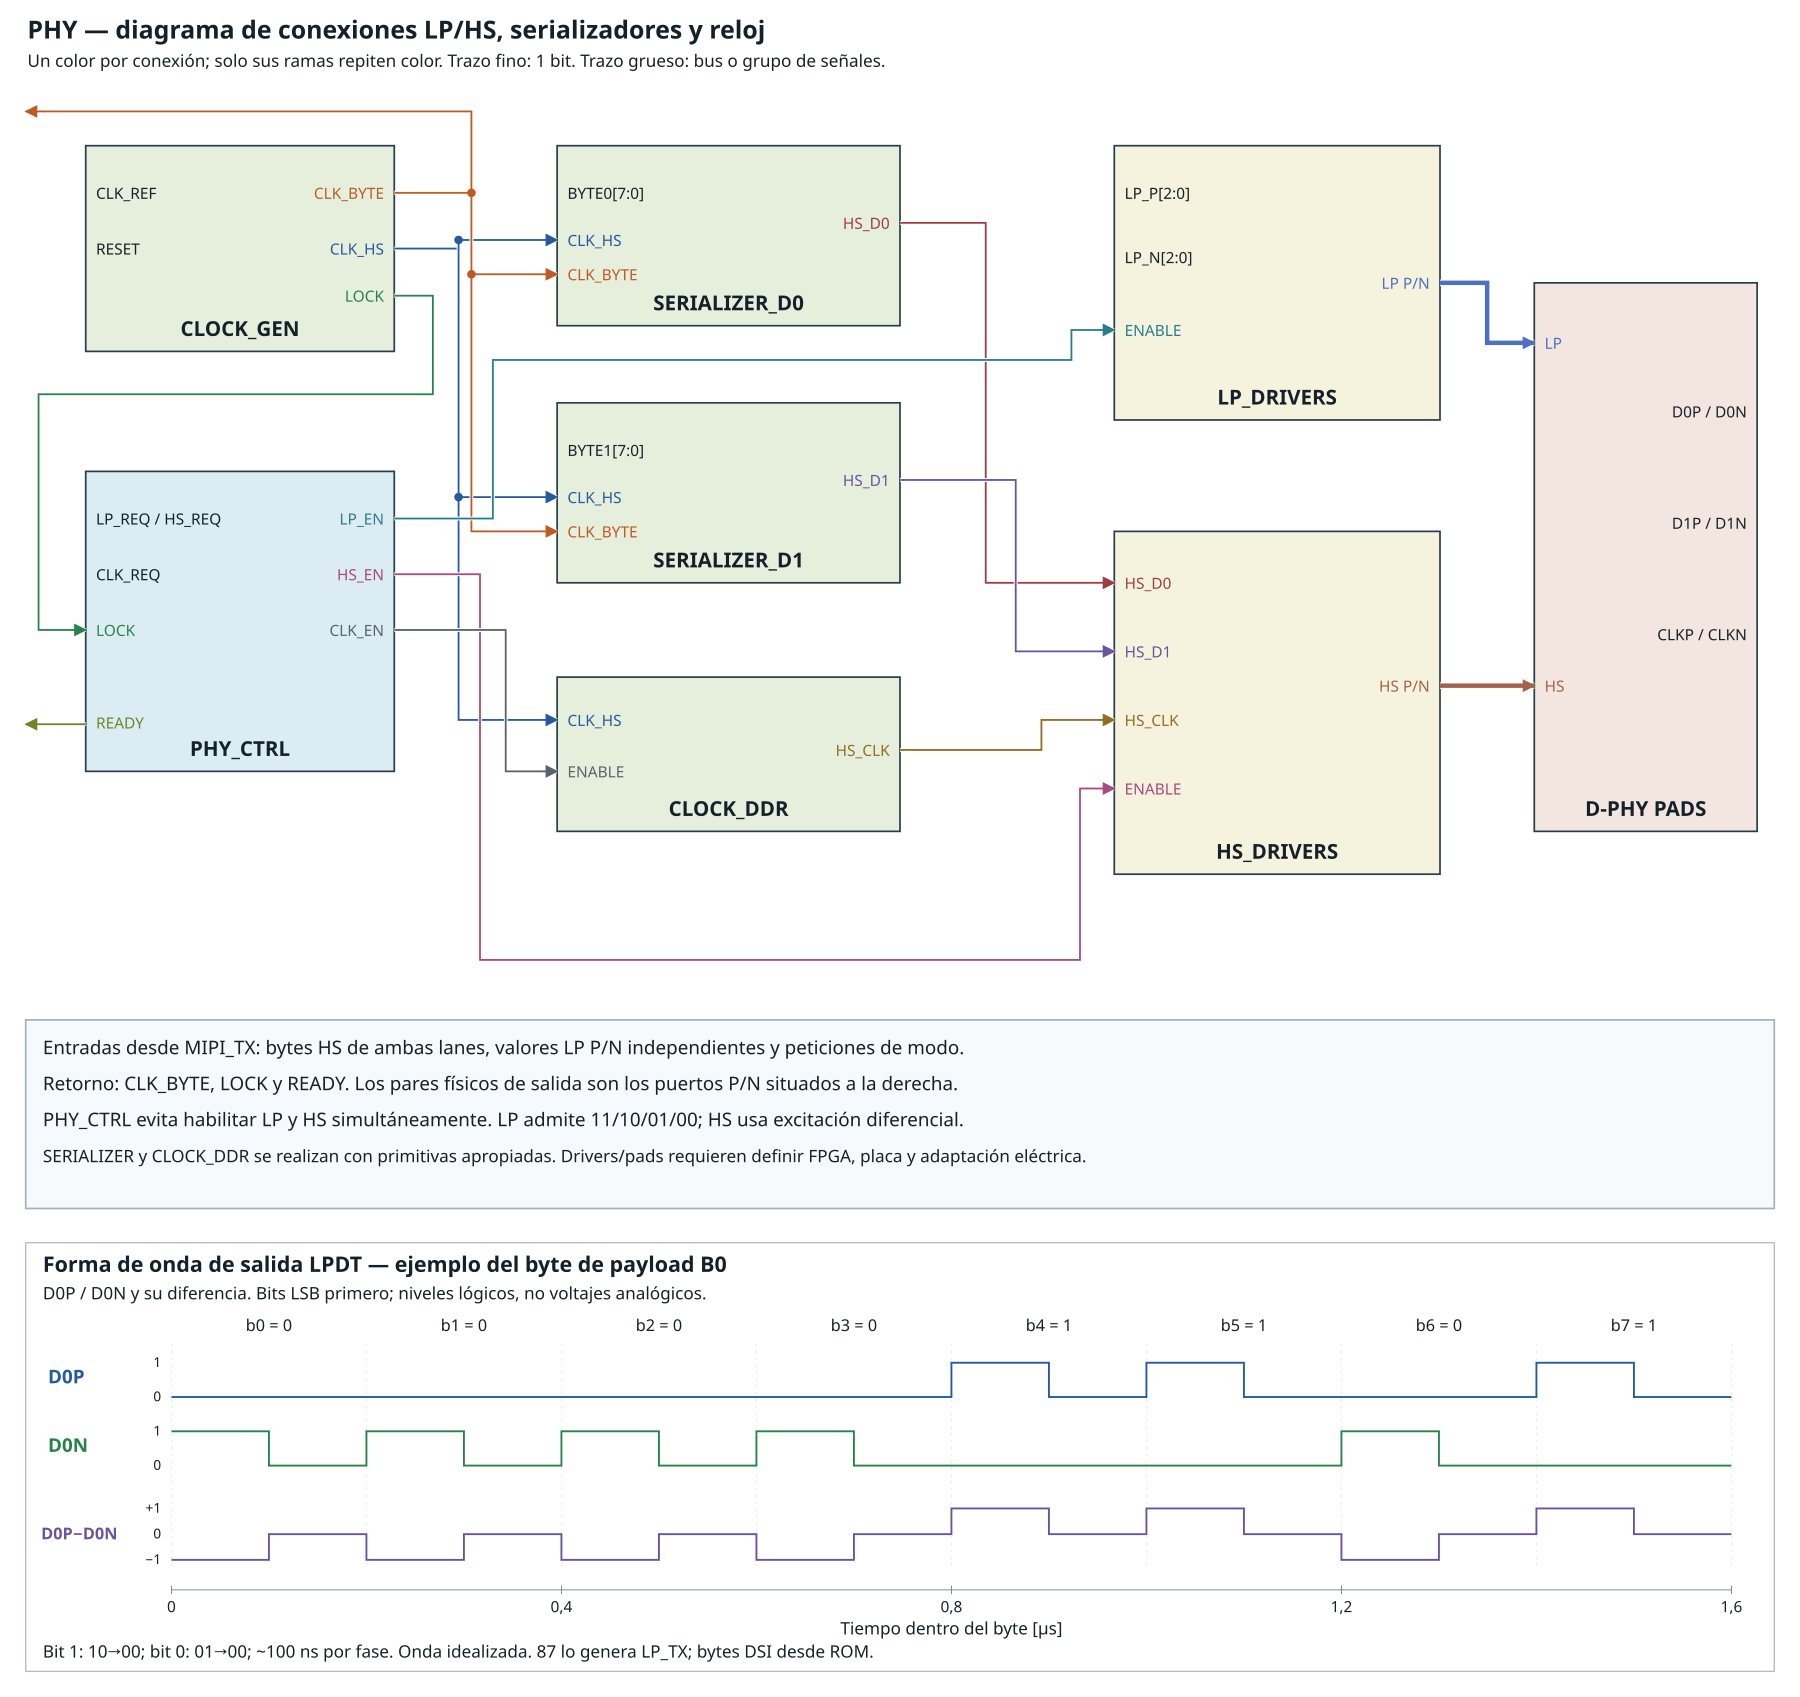 PHY — diagrama de conexiones LP/HS, serializadores y reloj
Un color por conexión; solo sus ramas repiten color. Trazo fino: 1 bit. Trazo grueso: bus o grupo de señales.
CLK_REF
CLK_BYTE
RESET
CLK_HS
LOCK
CLOCK_GEN
BYTE0[7:0]
HS_D0
CLK_HS
CLK_BYTE
SERIALIZER_D0
LP_P[2:0]
LP_N[2:0]
LP P/N
ENABLE
LP_DRIVERS
LP
D0P / D0N
D1P / D1N
CLKP / CLKN
HS
D-PHY PADS
LP_REQ / HS_REQ
LP_EN
CLK_REQ
HS_EN
LOCK
CLK_EN
READY
PHY_CTRL
BYTE1[7:0]
HS_D1
CLK_HS
CLK_BYTE
SERIALIZER_D1
CLK_HS
HS_CLK
ENABLE
CLOCK_DDR
HS_D0
HS_D1
HS P/N
HS_CLK
ENABLE
HS_DRIVERS
Entradas desde MIPI_TX: bytes HS de ambas lanes, valores LP P/N independientes y peticiones de modo.
Retorno: CLK_BYTE, LOCK y READY. Los pares físicos de salida son los puertos P/N situados a la derecha.
PHY_CTRL evita habilitar LP y HS simultáneamente. LP admite 11/10/01/00; HS usa excitación diferencial.
SERIALIZER y CLOCK_DDR se realizan con primitivas apropiadas. Drivers/pads requieren definir FPGA, placa y adaptación eléctrica.
Forma de onda de salida LPDT — ejemplo del byte de payload B0
D0P / D0N y su diferencia. Bits LSB primero; niveles lógicos, no voltajes analógicos.
b0 = 0 b1 = 0 b2 = 0 b3 = 0 b4 = 1 b5 = 1 b6 = 0 b7 = 1
1
D0P
0
1
D0N
0
+1
D0P−D0N 0
−1
0 0,4 0,8 1,2 1,6
Tiempo dentro del byte [µs]
Bit 1: 10→00; bit 0: 01→00; ~100 ns por fase. Onda idealizada. 87 lo genera LP_TX; bytes DSI desde ROM.